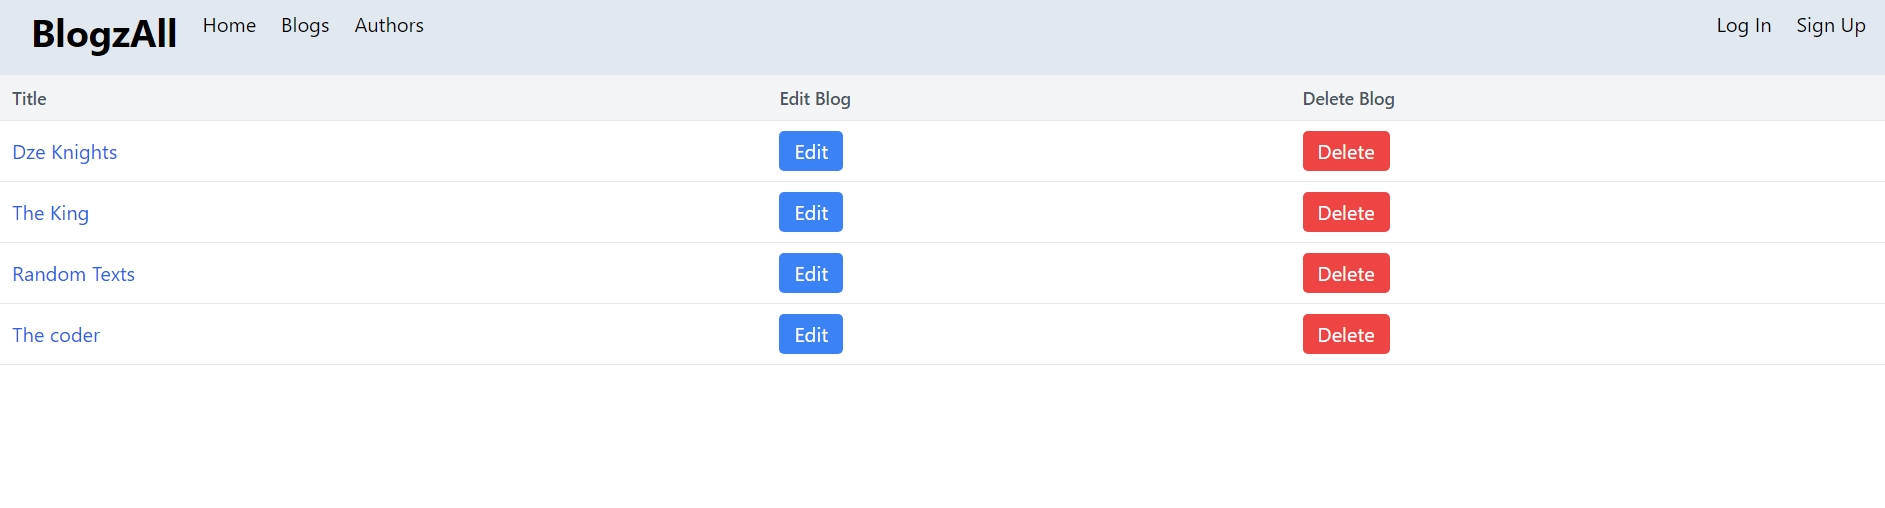 BlogzAll Home Blogs Authors Log In Sign Up
Title Edit Blog Delete Blog
Dze Knights Edit Delete
The King Edit Delete
Random Texts Edit Delete
The coder Edit Delete